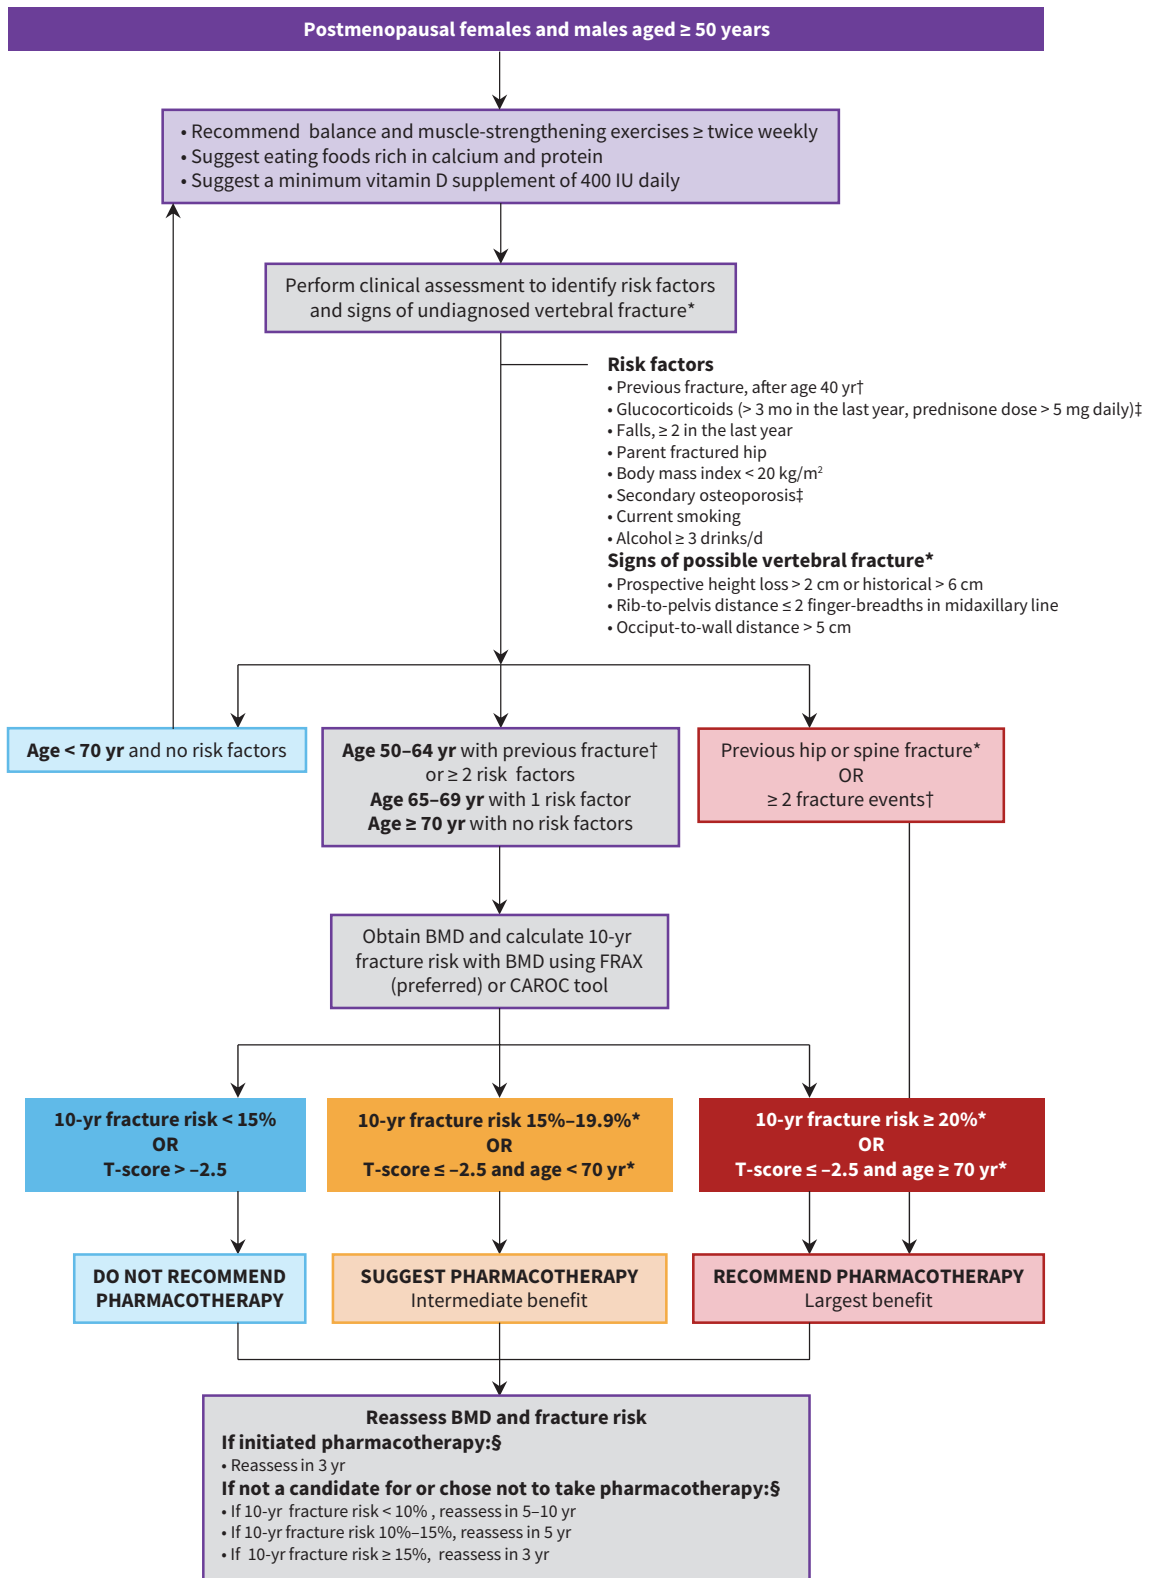 Postmenopausal females and males aged ≥ 50 years
• Recommend balance and muscle-strengthening exercises ≥ twice weekly
• Suggest eating foods rich in calcium and protein
• Suggest a minimum vitamin D supplement of 400 IU daily
Perform clinical assessment to identify risk factors
and signs of undiagnosed vertebral fracture*
Risk factors
• Previous fracture, after age 40 yr†
• Glucocorticoids (> 3 mo in the last year, prednisone dose > 5 mg daily)‡
• Falls, ≥ 2 in the last year
• Parent fractured hip
• Body mass index < 20 kg/m²
• Secondary osteoporosis‡
• Current smoking
• Alcohol ≥ 3 drinks/d
Signs of possible vertebral fracture*
• Prospective height loss > 2 cm or historical > 6 cm
• Rib-to-pelvis distance ≤ 2 finger-breadths in midaxillary line
• Occiput-to-wall distance > 5 cm
Age < 70 yr and no risk factors
Age 50–64 yr with previous fracture†
or ≥ 2 risk factors
Age 65–69 yr with 1 risk factor
Age ≥ 70 yr with no risk factors
Previous hip or spine fracture*
OR
≥ 2 fracture events†
Obtain BMD and calculate 10-yr
fracture risk with BMD using FRAX
(preferred) or CAROC tool
10-yr fracture risk < 15%
OR
T-score > –2.5
10-yr fracture risk 15%–19.9%*
OR
T-score ≤ –2.5 and age < 70 yr*
10-yr fracture risk ≥ 20%*
OR
T-score ≤ –2.5 and age ≥ 70 yr*
DO NOT RECOMMEND
PHARMACOTHERAPY
SUGGEST PHARMACOTHERAPY
Intermediate benefit
RECOMMEND PHARMACOTHERAPY
Largest benefit
Reassess BMD and fracture risk
If initiated pharmacotherapy:§
• Reassess in 3 yr
If not a candidate for or chose not to take pharmacotherapy:§
• If 10-yr fracture risk < 10% , reassess in 5–10 yr
• If 10-yr fracture risk 10%–15%, reassess in 5 yr
• If 10-yr fracture risk ≥ 15%, reassess in 3 yr